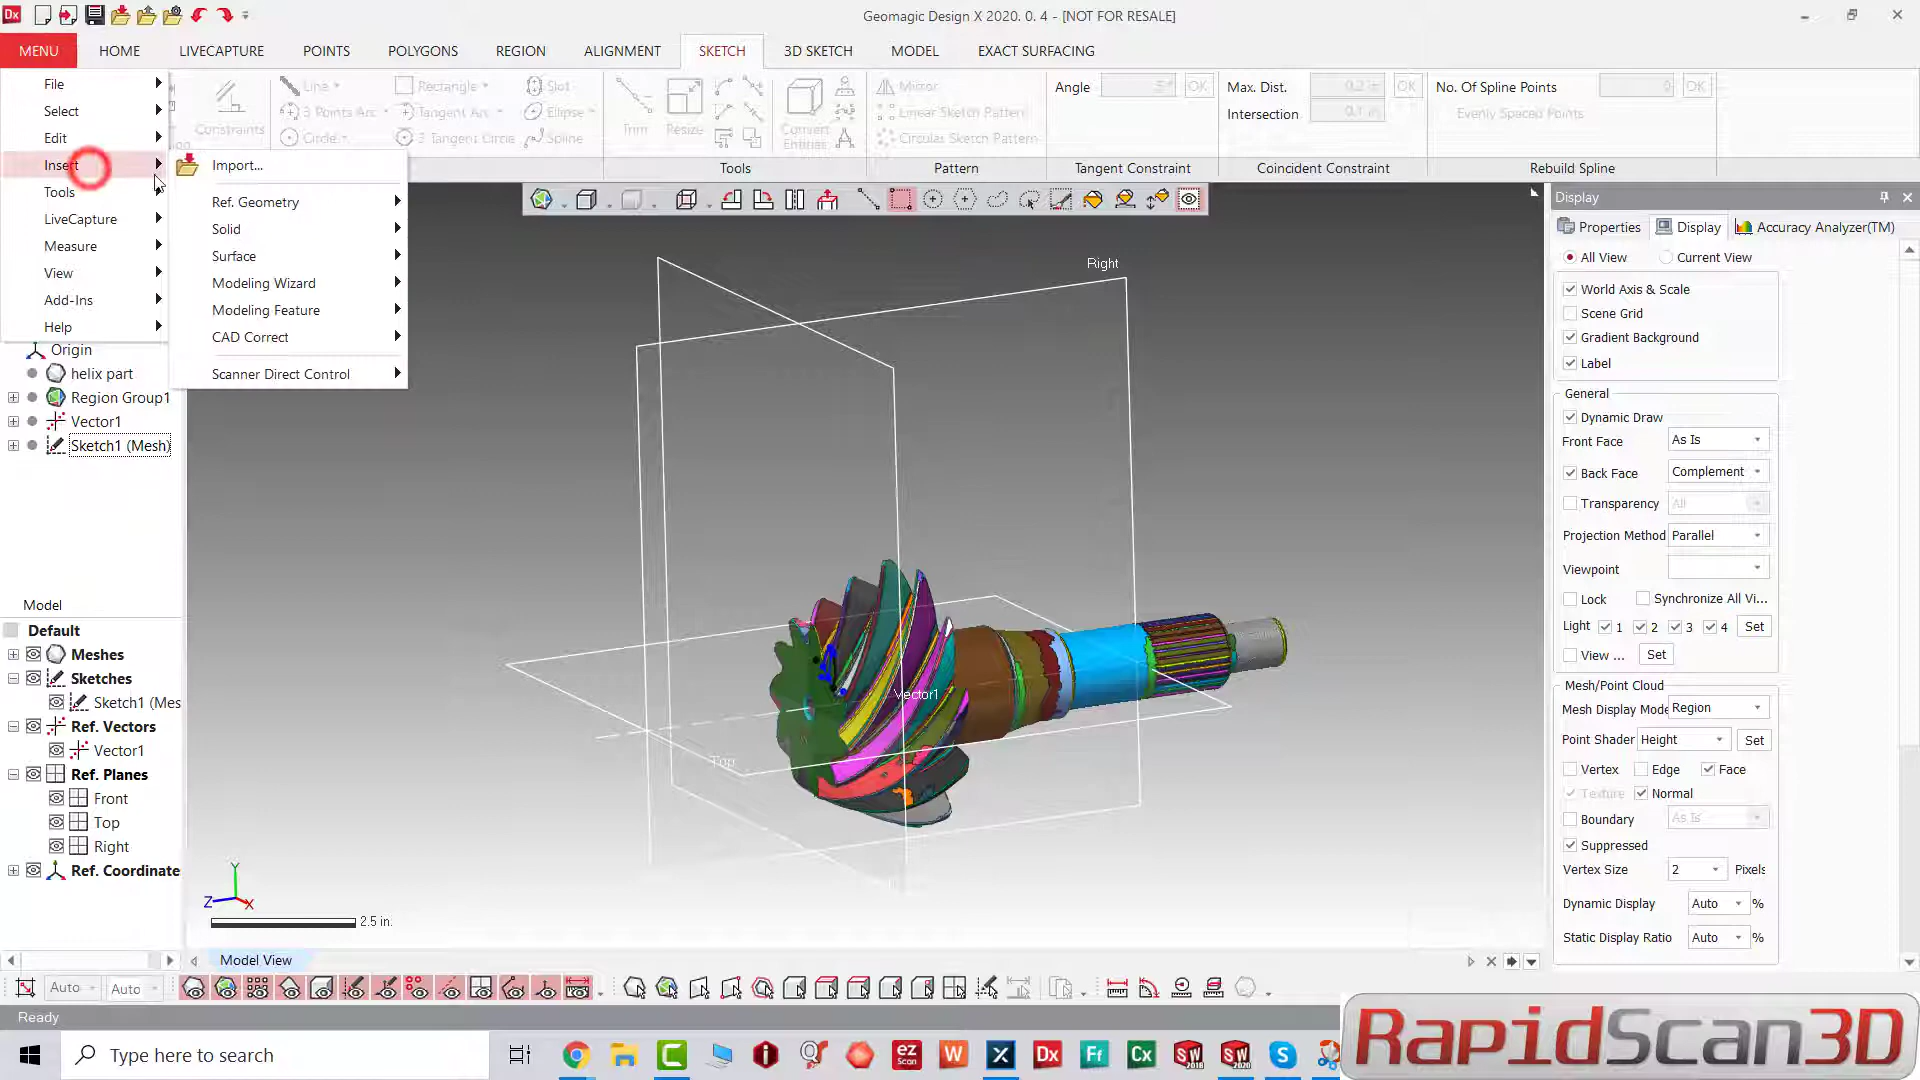 Geomagic Design X 2020. 0. 4 - [NOT FOR RESALE]
MENU HOME LIVECAPTURE POINTS POLYGONS REGION ALIGNMENT SKETCH 3D SKETCH MODEL EXACT SURFACING
File
Select
Edit
Insert
Tools
LiveCapture
Measure
View
Add-Ins
Help
Import...
Ref. Geometry
Solid
Surface
Modeling Wizard
Modeling Feature
CAD Correct
Scanner Direct Control
Constraints
Line Rectangle Slot
3 Points Arc Tangent Arc Ellipse
Circle 3 Tangent Circle Spline
Trim Resize Convert Entities
Mirror
Linear Sketch Pattern
Circular Sketch Pattern
Angle 5° OK
Max. Dist. 0.2 in OK
Intersection 0.1 in
No. Of Spline Points 0 OK
Evenly Spaced Points
Tools Pattern Tangent Constraint Coincident Constraint Rebuild Spline
Origin
helix part
Region Group1
Vector1
Sketch1 (Mesh)
Model
Default
Meshes
Sketches
Sketch1 (Mes
Ref. Vectors
Vector1
Ref. Planes
Front
Top
Right
Ref. Coordinate
Right
Vector1
Top
Y
Z
X
2.5 in.
Display
Properties Display Accuracy Analyzer(TM)
All View Current View
World Axis & Scale
Scene Grid
Gradient Background
Label
General
Dynamic Draw
Front Face As Is
Back Face Complement
Transparency All
Projection Method Parallel
Viewpoint
Lock Synchronize All Vi...
Light 1 2 3 4 Set
View ... Set
Mesh/Point Cloud
Mesh Display Mode Region
Point Shader Height Set
Vertex Edge Face
Texture Normal
Boundary As Is
Suppressed
Vertex Size 2 Pixels
Dynamic Display Auto %
Static Display Ratio Auto %
Model View
Auto Auto
Ready
Type here to search
RapidScan3D